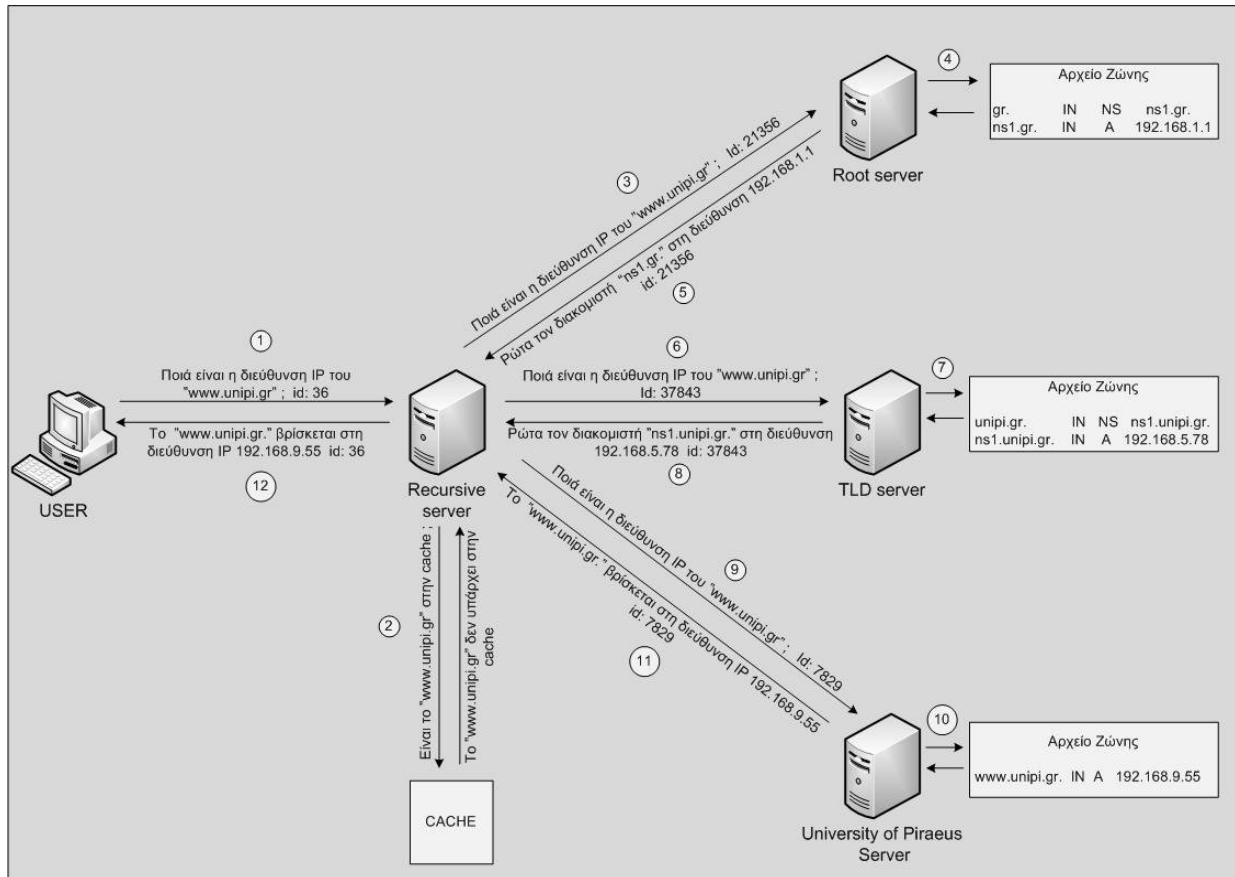 4
Αρχείο Ζώνης
gr. IN NS ns1.gr.
ns1.gr. IN A 192.168.1.1
Root server
3
Ποιά είναι η διεύθυνση IP του "www.unipi.gr" ; Id: 21356
Ρώτα τον διακομιστή "ns1.gr." στη διεύθυνση 192.168.1.1
id: 21356
5
1
Ποιά είναι η διεύθυνση IP του
"www.unipi.gr" ; id: 36
Το "www.unipi.gr." βρίσκεται στη
διεύθυνση IP 192.168.9.55 id: 36
12
USER
Recursive
server
6
Ποιά είναι η διεύθυνση IP του "www.unipi.gr" ;
Id: 37843
Ρώτα τον διακομιστή "ns1.unipi.gr." στη διεύθυνση
192.168.5.78 id: 37843
8
TLD server
7
Αρχείο Ζώνης
unipi.gr. IN NS ns1.unipi.gr.
ns1.unipi.gr. IN A 192.168.5.78
2
Είναι το "www.unipi.gr" στην cache ;
Το "www.unipi.gr" δεν υπάρχει στην
cache
CACHE
9
Ποιά είναι η διεύθυνση IP του "www.unipi.gr" ; Id: 7829
Το "www.unipi.gr." βρίσκεται στη διεύθυνση IP 192.168.9.55
id: 7829
11
10
Αρχείο Ζώνης
www.unipi.gr. IN A 192.168.9.55
University of Piraeus
Server